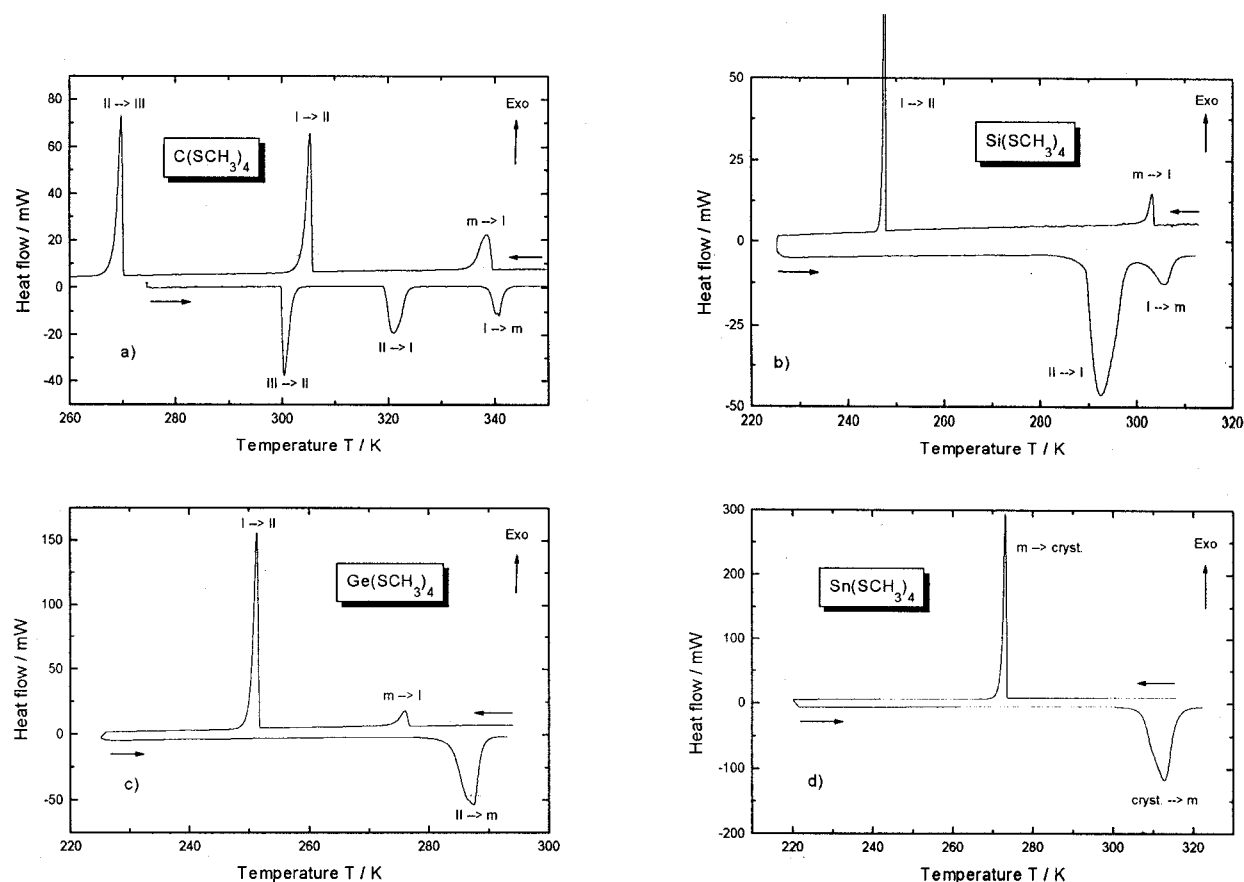 80
60
40
20
0
-20
-40
Heat flow / mW
II --> III
I --> II
m --> I
Exo
C(SCH3)4
III --> II
II --> I
I --> m
a)
260
280
300
320
340
Temperature T / K
50
25
0
-25
-50
Heat flow / mW
I --> II
Si(SCH3)4
Exo
m --> I
I --> m
II --> I
b)
220
240
260
280
300
320
Temperature T / K
150
100
50
0
-50
Heat flow / mW
I --> II
Ge(SCH3)4
Exo
m --> I
II --> m
c)
220
240
260
280
300
Temperature T / K
300
200
100
0
-100
-200
Heat flow / mW
m --> cryst.
Sn(SCH3)4
Exo
cryst. --> m
d)
220
240
260
280
300
320
Temperature T / K